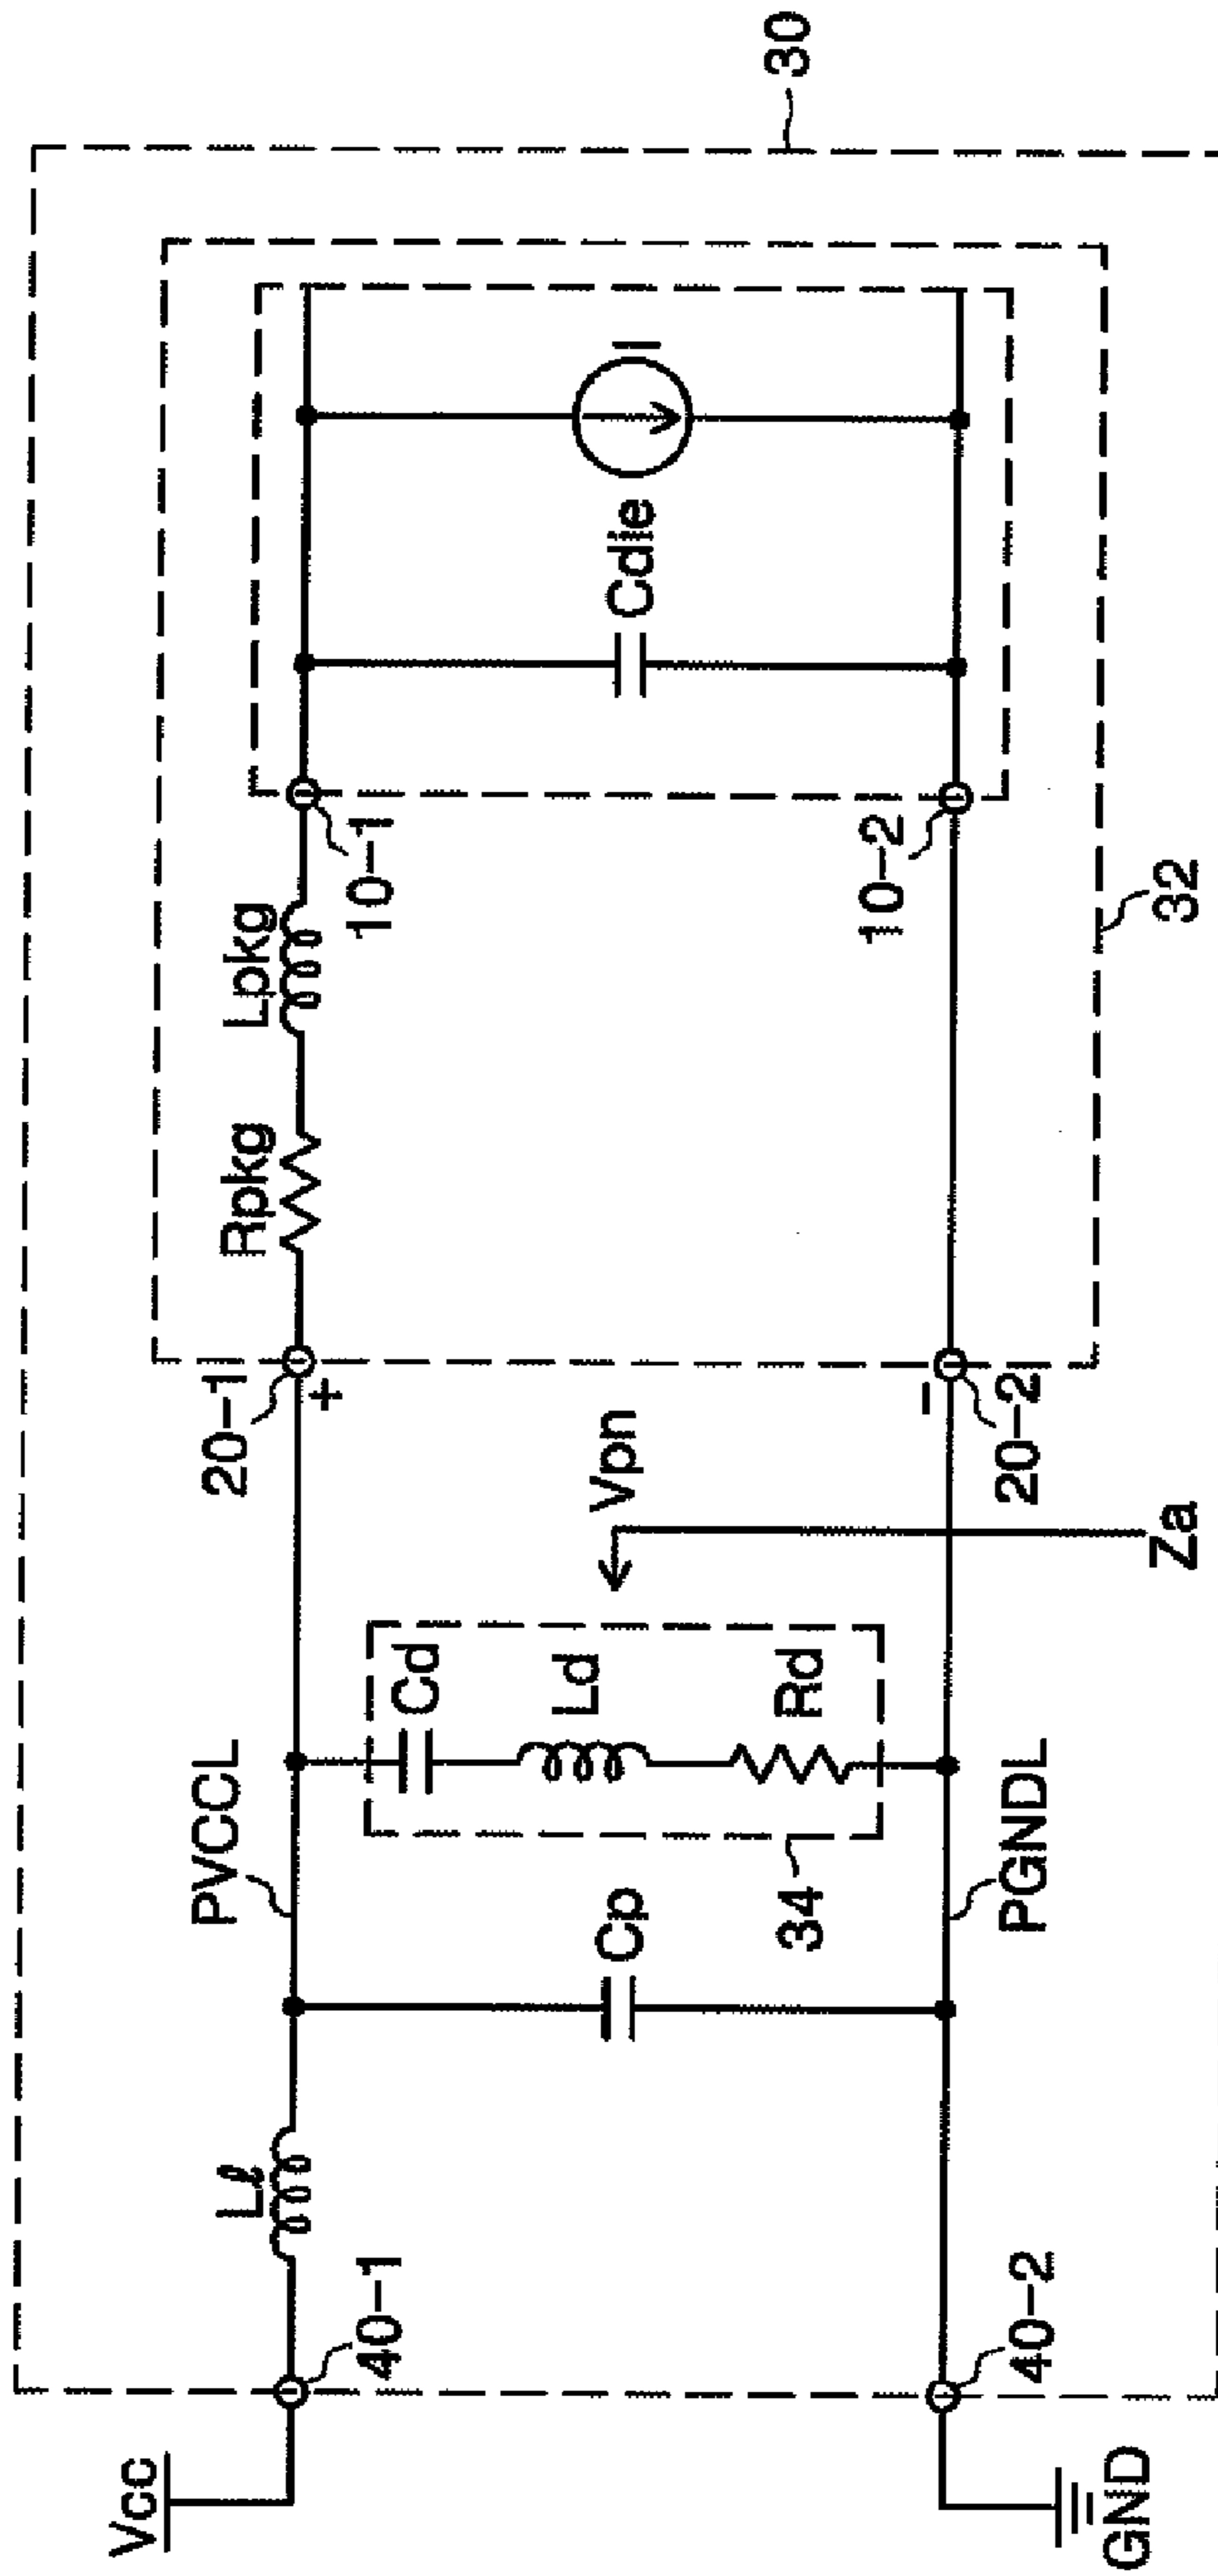 30
Vcc
40-1
Lℓ
PVCCL
20-1
+
Rpkg
Lpkg
10-1
Cp
Cd
Ld
Rd
34
Vpn
Cdie
II
PGNDL
20-2
-
10-2
32
Za
40-2
GND